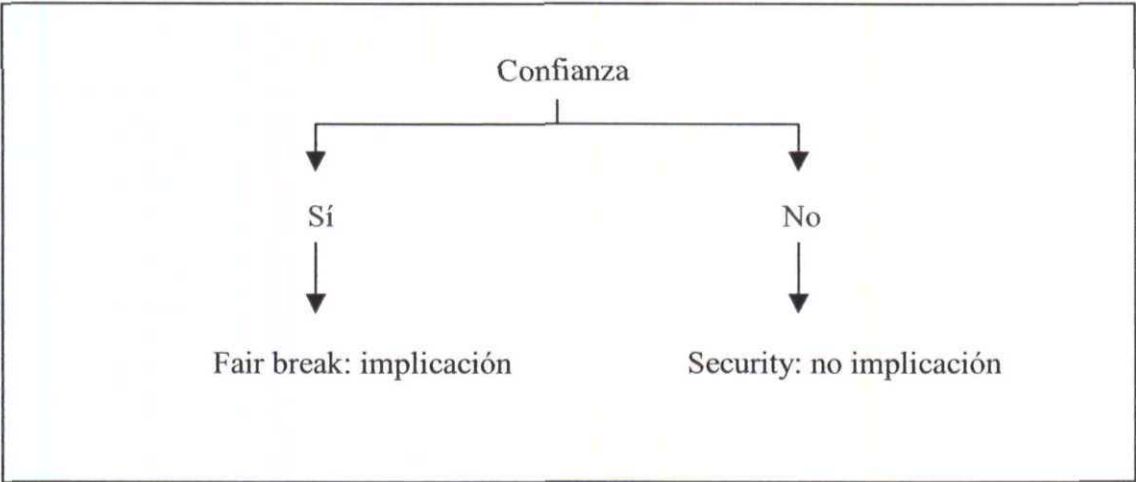 Confianza
Sí No
Fair break: implicación Security: no implicación